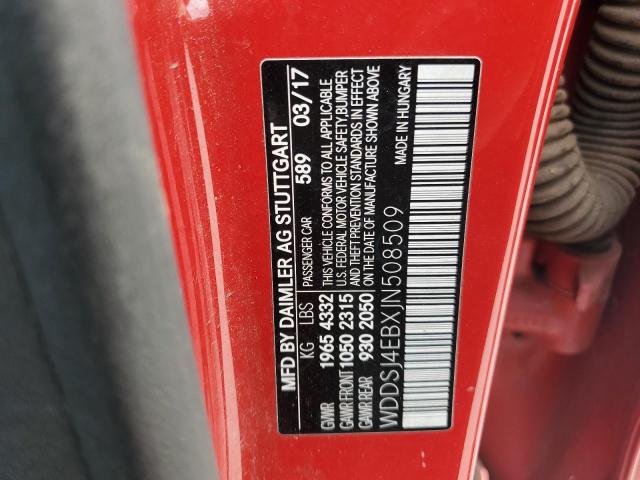 MFD BY DAIMLER AG STUTTGART
PASSENGER CAR 589 03/17
KG LBS
GVWR 1965 4332
GAWR FRONT 1050 2315
GAWR REAR 930 2050
THIS VEHICLE CONFORMS TO ALL APPLICABLE
U.S. FEDERAL MOTOR VEHICLE SAFETY, BUMPER
AND THEFT PREVENTION STANDARDS IN EFFECT
ON THE DATE OF MANUFACTURE SHOWN ABOVE
MADE IN HUNGARY
WDDSJ4EBXJN508509